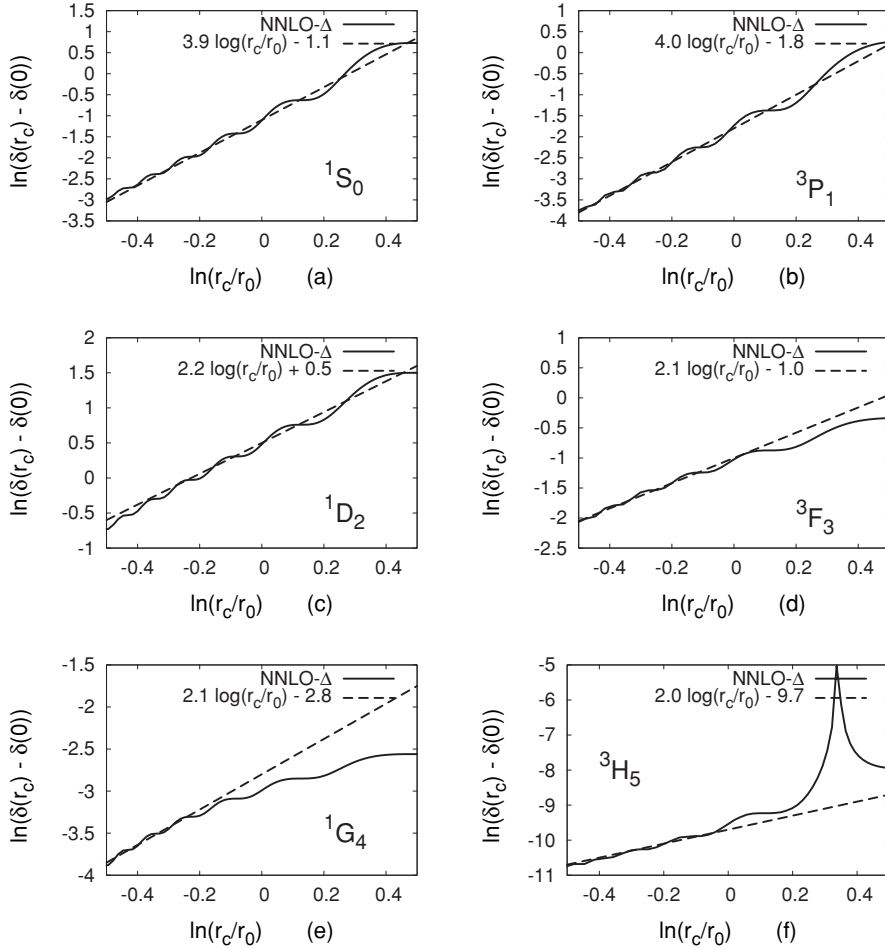 1.5
1
0.5
0
-0.5
-1
-1.5
-2
-2.5
-3
-3.5
-0.4 -0.2 0 0.2 0.4
ln(δ(r_c) - δ(0))
ln(r_c/r_0) (a)
NNLO-Δ
3.9 log(r_c/r_0) - 1.1
^1S_0
1
0.5
0
-0.5
-1
-1.5
-2
-2.5
-3
-3.5
-4
-0.4 -0.2 0 0.2 0.4
ln(δ(r_c) - δ(0))
ln(r_c/r_0) (b)
NNLO-Δ
4.0 log(r_c/r_0) - 1.8
^3P_1
2
1.5
1
0.5
0
-0.5
-1
-0.4 -0.2 0 0.2 0.4
ln(δ(r_c) - δ(0))
ln(r_c/r_0) (c)
NNLO-Δ
2.2 log(r_c/r_0) + 0.5
^1D_2
1
0.5
0
-0.5
-1
-1.5
-2
-2.5
-0.4 -0.2 0 0.2 0.4
ln(δ(r_c) - δ(0))
ln(r_c/r_0) (d)
NNLO-Δ
2.1 log(r_c/r_0) - 1.0
^3F_3
-1.5
-2
-2.5
-3
-3.5
-4
-0.4 -0.2 0 0.2 0.4
ln(δ(r_c) - δ(0))
ln(r_c/r_0) (e)
NNLO-Δ
2.1 log(r_c/r_0) - 2.8
^1G_4
-5
-6
-7
-8
-9
-10
-11
-0.4 -0.2 0 0.2 0.4
ln(δ(r_c) - δ(0))
ln(r_c/r_0) (f)
NNLO-Δ
2.0 log(r_c/r_0) - 9.7
^3H_5